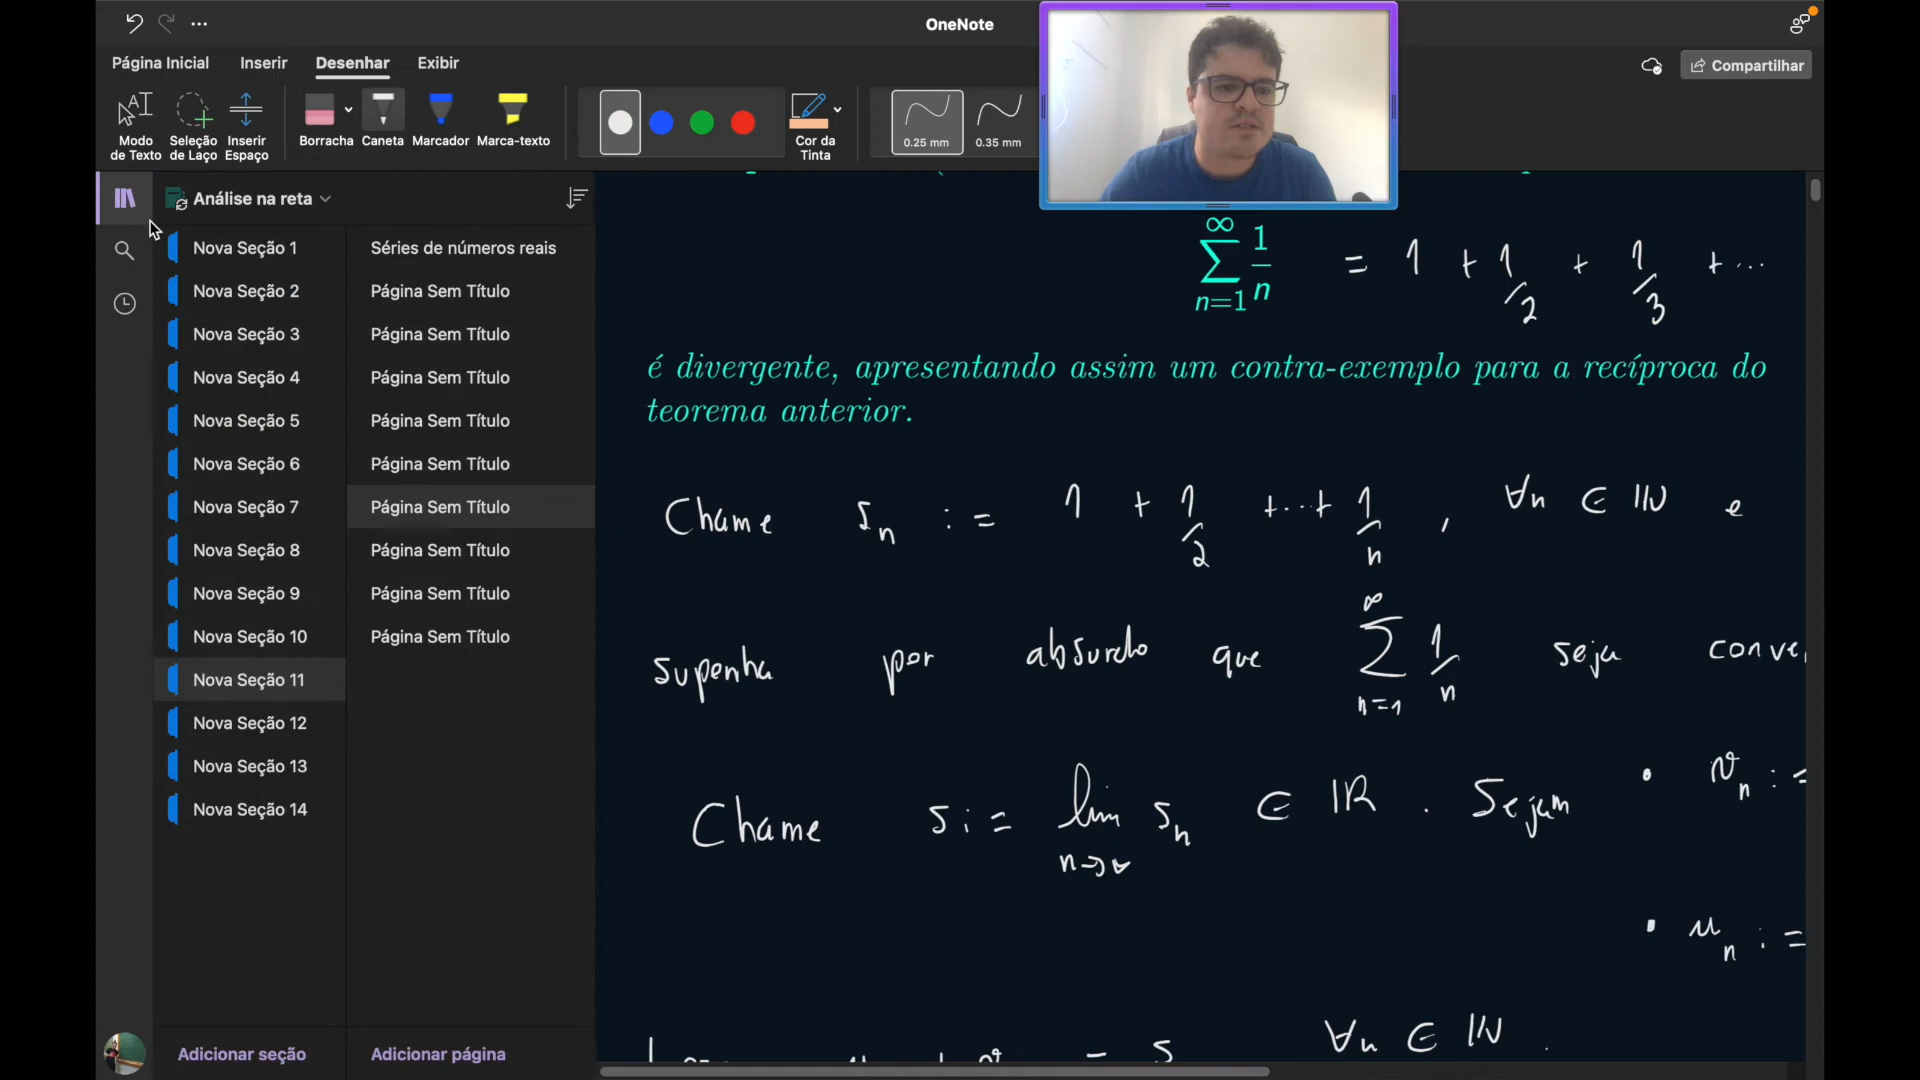 OneNote
Página Inicial Inserir Desenhar Exibir
Compartilhar
Modo de Texto
Seleção de Laço
Inserir Espaço
Borracha
Caneta
Marcador
Marca-texto
Cor da Tinta
0.25 mm
0.35 mm
Análise na reta
Nova Seção 1
Nova Seção 2
Nova Seção 3
Nova Seção 4
Nova Seção 5
Nova Seção 6
Nova Seção 7
Nova Seção 8
Nova Seção 9
Nova Seção 10
Nova Seção 11
Nova Seção 12
Nova Seção 13
Nova Seção 14
Adicionar seção
Séries de números reais
Página Sem Título
Página Sem Título
Página Sem Título
Página Sem Título
Página Sem Título
Página Sem Título
Página Sem Título
Página Sem Título
Página Sem Título
Adicionar página
∑_{n=1}^{∞} 1/n = 1 + 1/2 + 1/3 + ...
é divergente, apresentando assim um contra-exemplo para a recíproca do
teorema anterior.
Chame s_n := 1 + 1/2 + ... + 1/n , ∀n ∈ ℕ e
suponha por absurdo que ∑_{n=1}^{∞} 1/n seja
Chame s := lim_{n→∞} s_n ∈ ℝ . Sejam • v_n :=
• u_n :=
= s ∀n ∈ ℕ .